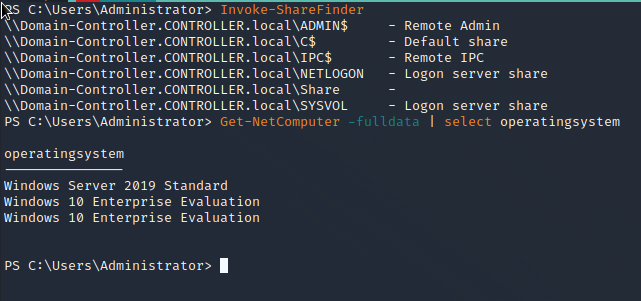 PS C:\Users\Administrator> Invoke-ShareFinder
\\Domain-Controller.CONTROLLER.local\ADMIN$ - Remote Admin
\\Domain-Controller.CONTROLLER.local\C$ - Default share
\\Domain-Controller.CONTROLLER.local\IPC$ - Remote IPC
\\Domain-Controller.CONTROLLER.local\NETLOGON - Logon server share
\\Domain-Controller.CONTROLLER.local\Share -
\\Domain-Controller.CONTROLLER.local\SYSVOL - Logon server share
PS C:\Users\Administrator> Get-NetComputer -fulldata | select operatingsystem
operatingsystem
---------------
Windows Server 2019 Standard
Windows 10 Enterprise Evaluation
Windows 10 Enterprise Evaluation
PS C:\Users\Administrator>